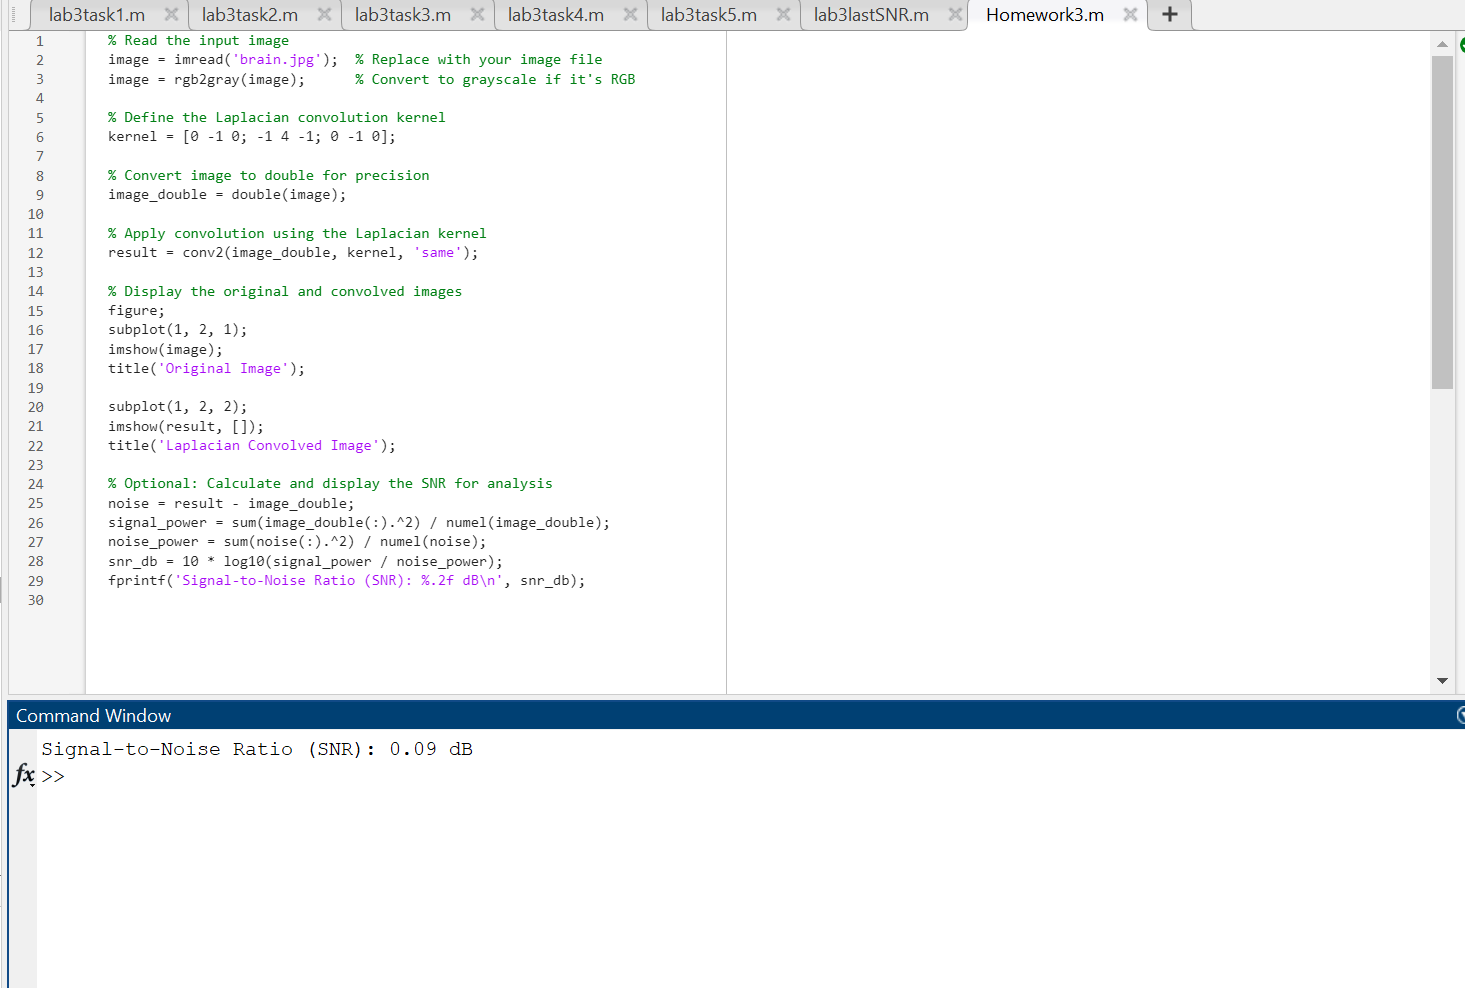 lab3task1.m lab3task2.m lab3task3.m lab3task4.m lab3task5.m lab3lastSNR.m Homework3.m +
1 % Read the input image
2 image = imread('brain.jpg');  % Replace with your image file
3 image = rgb2gray(image);      % Convert to grayscale if it's RGB
4
5 % Define the Laplacian convolution kernel
6 kernel = [0 -1 0; -1 4 -1; 0 -1 0];
7
8 % Convert image to double for precision
9 image_double = double(image);
10
11 % Apply convolution using the Laplacian kernel
12 result = conv2(image_double, kernel, 'same');
13
14 % Display the original and convolved images
15 figure;
16 subplot(1, 2, 1);
17 imshow(image);
18 title('Original Image');
19
20 subplot(1, 2, 2);
21 imshow(result, []);
22 title('Laplacian Convolved Image');
23
24 % Optional: Calculate and display the SNR for analysis
25 noise = result - image_double;
26 signal_power = sum(image_double(:).^2) / numel(image_double);
27 noise_power = sum(noise(:).^2) / numel(noise);
28 snr_db = 10 * log10(signal_power / noise_power);
29 fprintf('Signal-to-Noise Ratio (SNR): %.2f dB\n', snr_db);
30
Command Window
Signal-to-Noise Ratio (SNR): 0.09 dB
fx >>